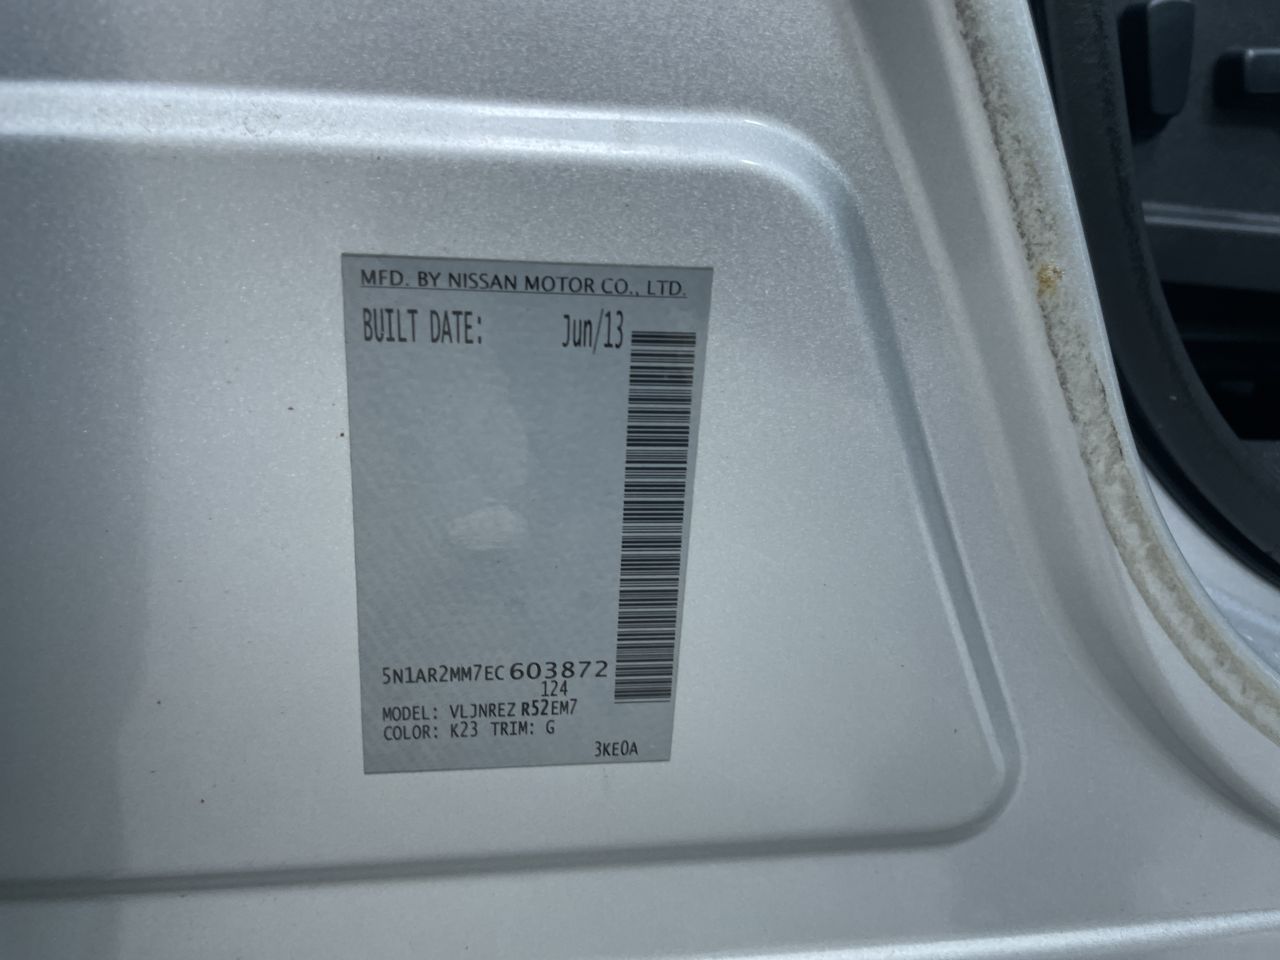 MFD. BY NISSAN MOTOR CO., LTD.
BUILT DATE: Jun/13
5N1AR2MM7EC603872
124
MODEL: VLJNREZ R52EM7
COLOR: K23 TRIM: G
3KE0A